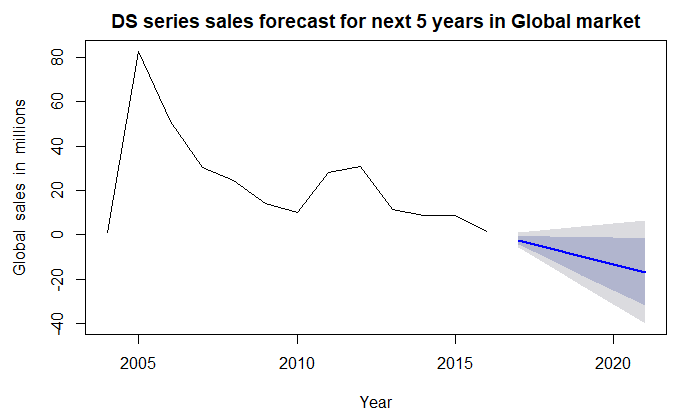 DS series sales forecast for next 5 years in Global market
Global sales in millions
80
60
40
20
0
-20
-40
2005 2010 2015 2020
Year